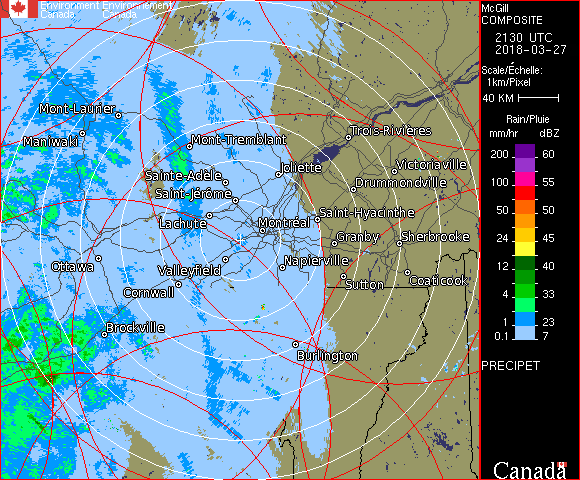 Environment Environnement
Canada Canada
McGill
COMPOSITE
2130 UTC
2018-03-27
Scale/Échelle:
1km/Pixel
40 KM
Rain/Pluie
mm/hr dBZ
200 60
100 55
50 50
24 45
12 40
4 33
1 23
0.1 7
PRECIPET
Canada
Mont-Laurier
Maniwaki
Mont-Tremblant
Trois-Rivières
Joliette
Victoriaville
Sainte-Adèle
Drummondville
Saint-Jérôme
Saint-Hyacinthe
Lachute
Montréal
Granby
Sherbrooke
Ottawa
Valleyfield
Napierville
Sutton
Coaticook
Cornwall
Brockville
Burlington